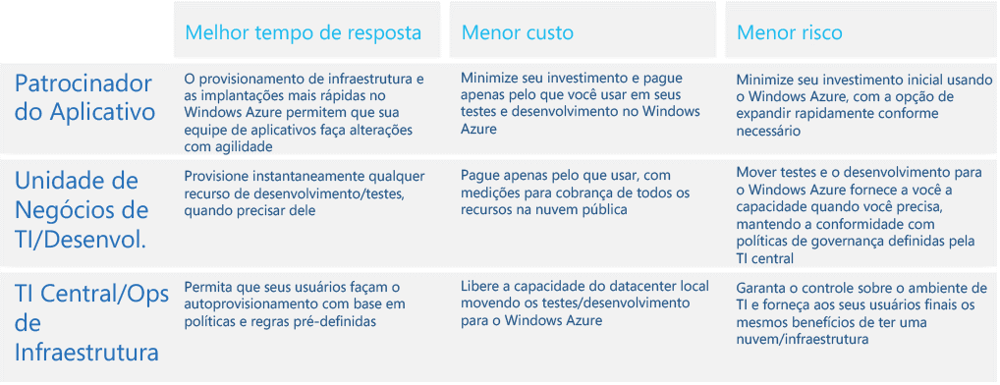 Melhor tempo de resposta
Menor custo
Menor risco
Patrocinador
do Aplicativo
O provisionamento de infraestrutura e
as implantações mais rápidas no
Windows Azure permitem que sua
equipe de aplicativos faça alterações
com agilidade
Minimize seu investimento e pague
apenas pelo que você usar em seus
testes e desenvolvimento no Windows
Azure
Minimize seu investimento inicial usando
o Windows Azure, com a opção de
expandir rapidamente conforme
necessário
Unidade de
Negócios de
TI/Desenvol.
Provisione instantaneamente qualquer
recurso de desenvolvimento/testes,
quando precisar dele
Pague apenas pelo que usar, com
medições para cobrança de todos os
recursos na nuvem pública
Mover testes e o desenvolvimento para
o Windows Azure fornece a você a
capacidade quando você precisa,
mantendo a conformidade com
políticas de governança definidas pela
TI central
TI Central/Ops
de
Infraestrutura
Permita que seus usuários façam o
autoprovisionamento com base em
políticas e regras pré-definidas
Libere a capacidade do datacenter local
movendo os testes/desenvolvimento
para o Windows Azure
Garanta o controle sobre o ambiente de
TI e forneça aos seus usuários finais os
mesmos benefícios de ter uma
nuvem/infraestrutura